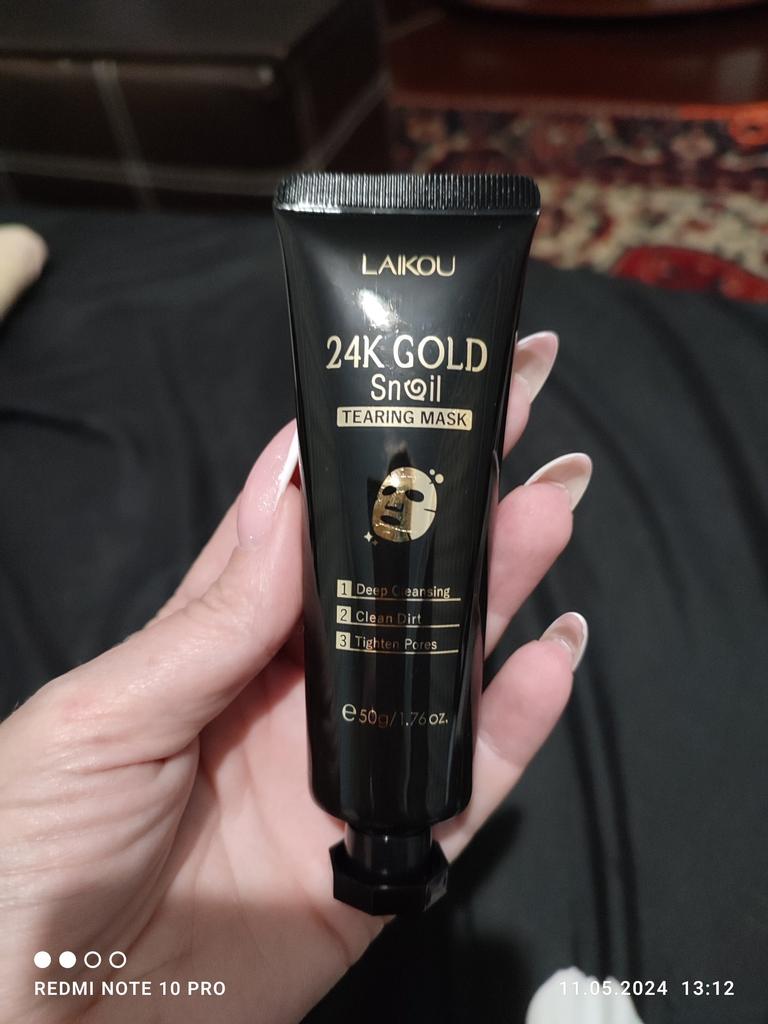 LAIKOU
24K GOLD
Snail
TEARING MASK
1 Deep Cleansing
2 Clean Dirt
3 Tighten Pores
e50g/1.76oz.
REDMI NOTE 10 PRO
11.05.2024 13:12